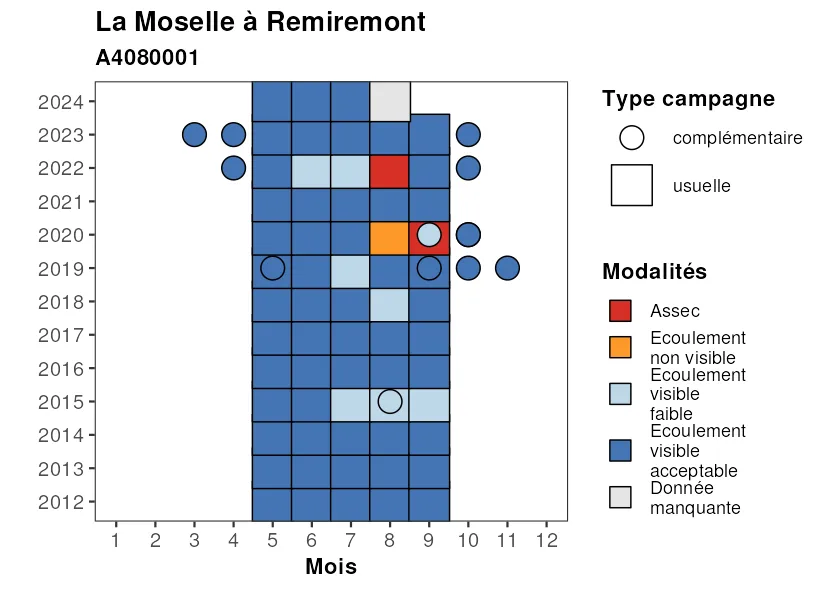 La Moselle à Remiremont
A4080001
2024
2023
2022
2021
2020
2019
2018
2017
2016
2015
2014
2013
2012
1 2 3 4 5 6 7 8 9 10 11 12
Mois
Type campagne
complémentaire
usuelle
Modalités
Assec
Ecoulement
non visible
Ecoulement
visible
faible
Ecoulement
visible
acceptable
Donnée
manquante